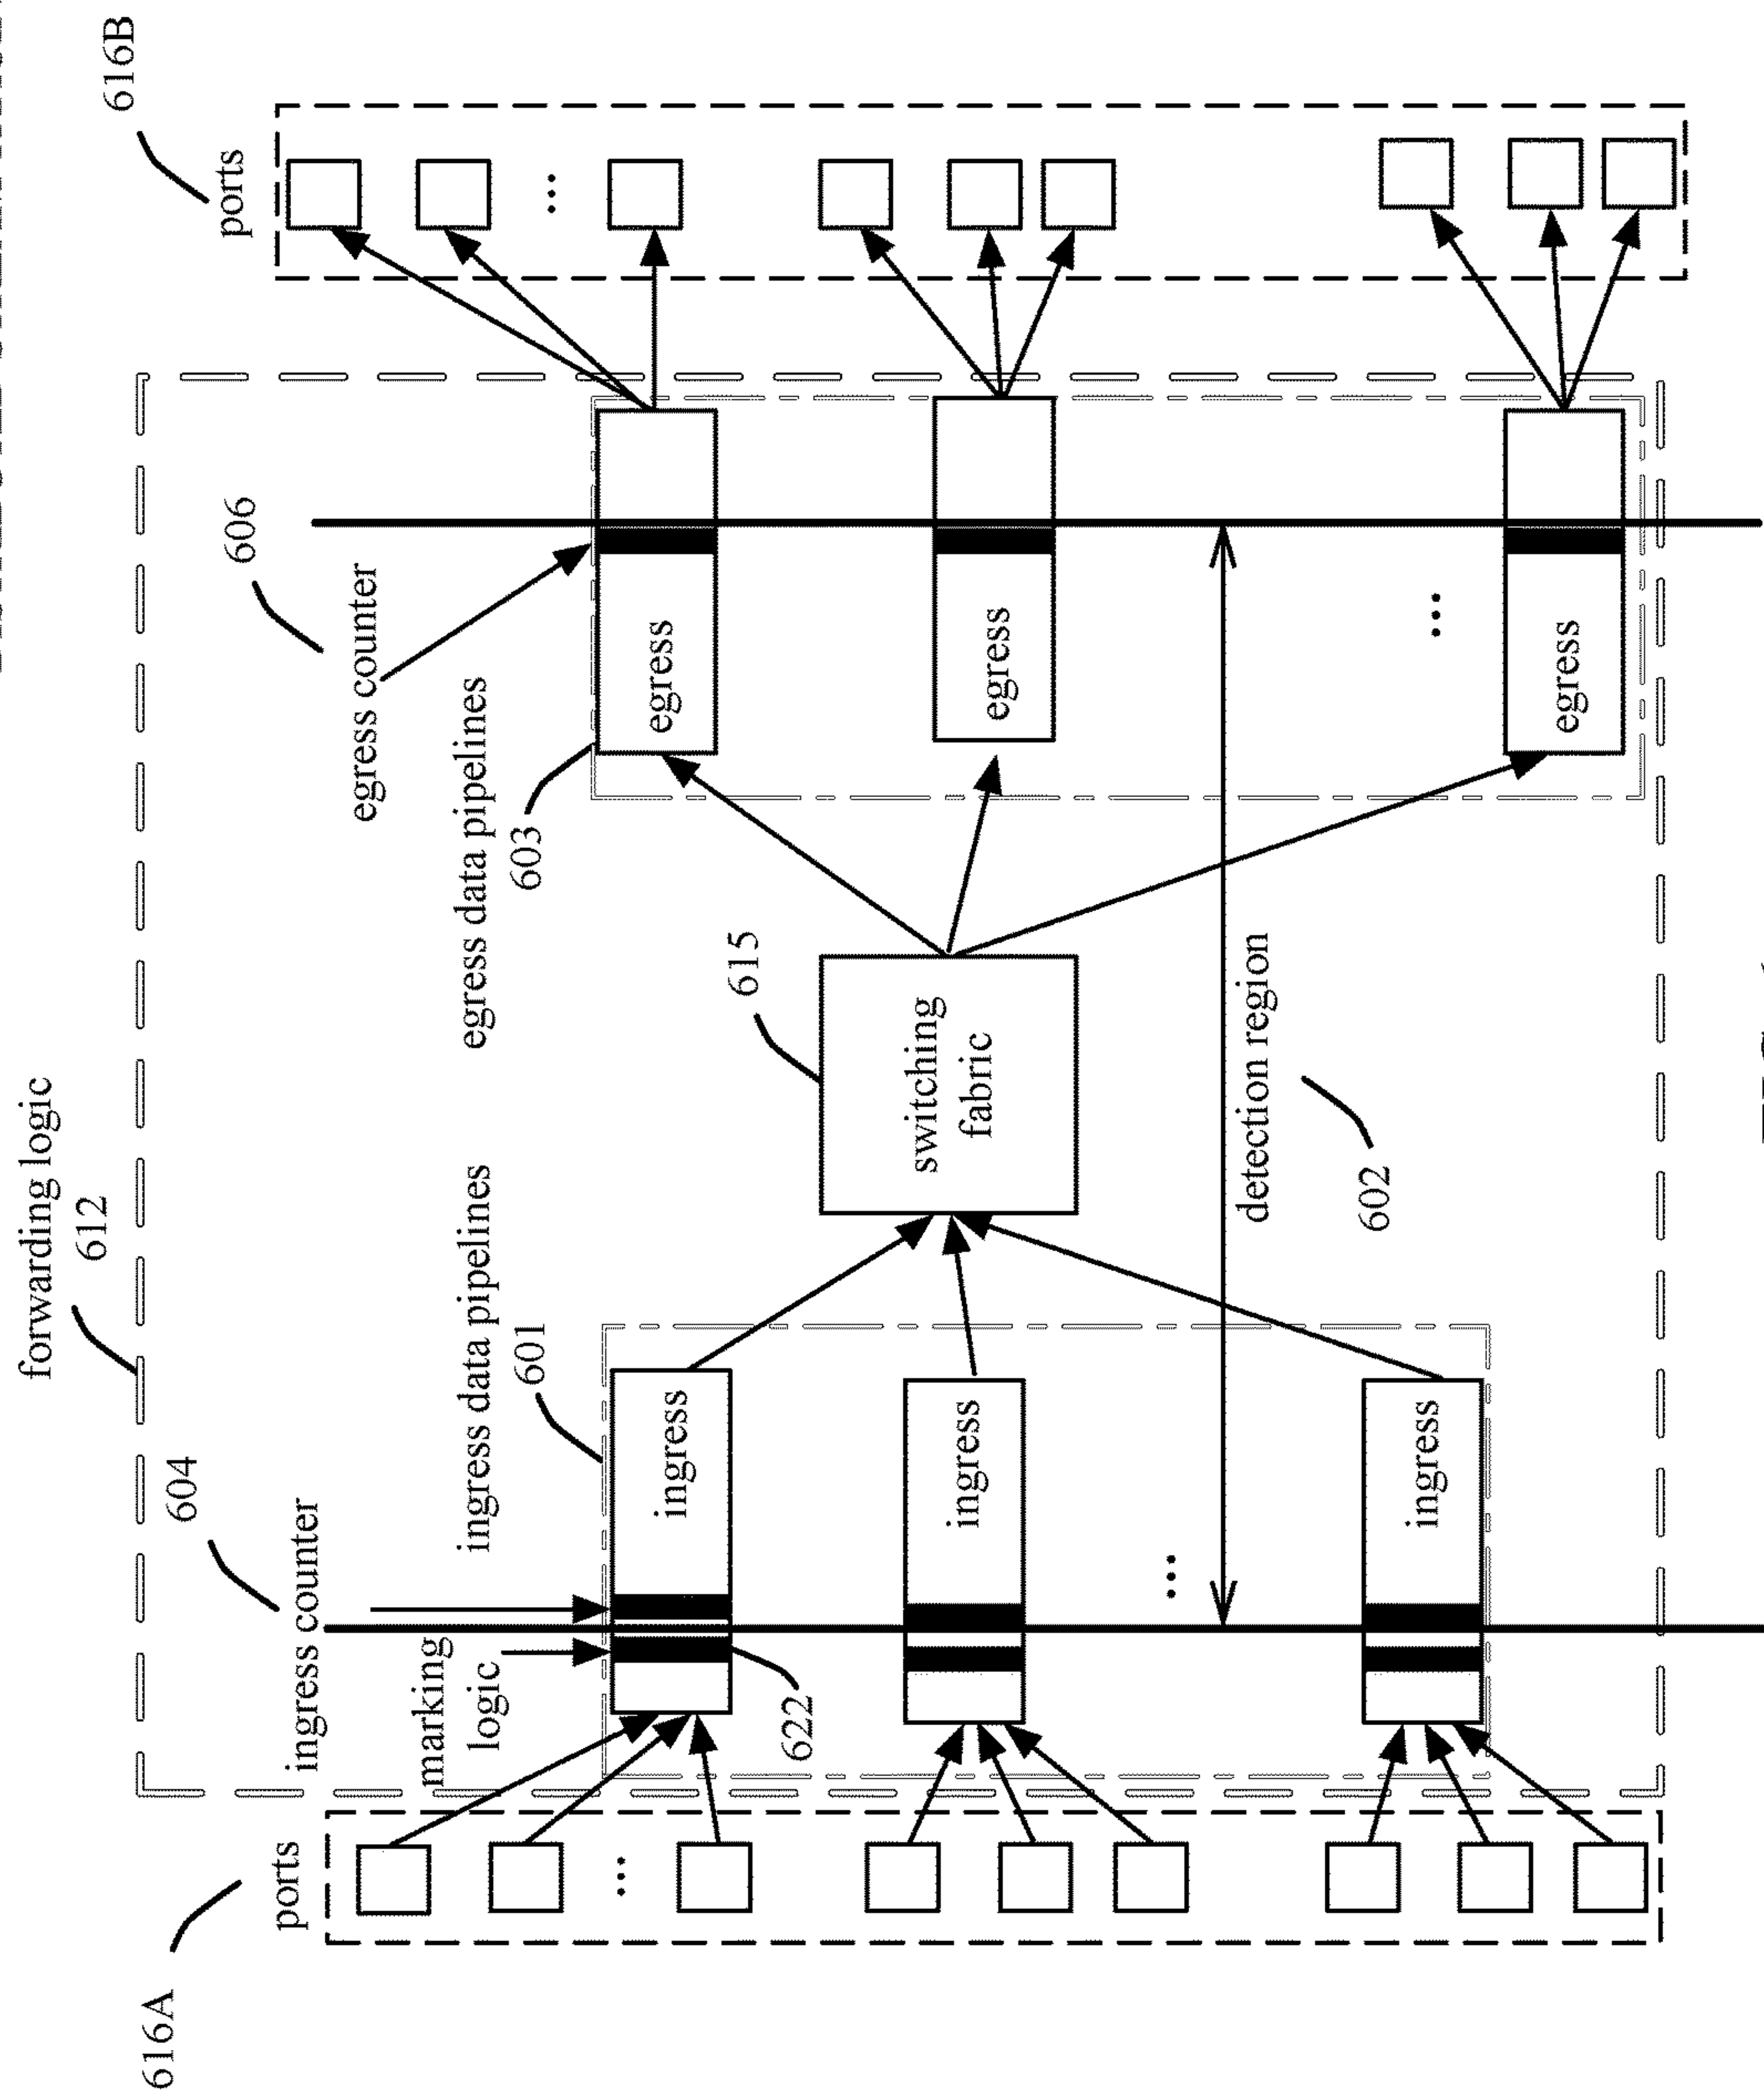 forwarding logic
612
616A
ports
ingress counter
604
marking
logic
622
ingress data pipelines
601
ingress
ingress
...
ingress
...
switching
fabric
615
detection region
602
egress data pipelines
603
egress counter
606
egress
egress
...
egress
ports
616B
...